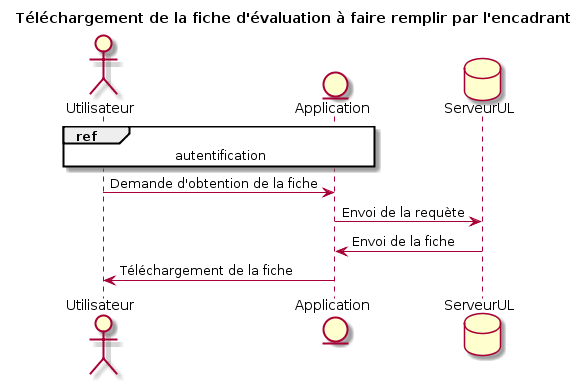 Téléchargement de la fiche d'évaluation à faire remplir par l'encadrant
Utilisateur Application ServeurUL
ref
autentification
Demande d'obtention de la fiche
Envoi de la requète
Envoi de la fiche
Téléchargement de la fiche
Utilisateur Application ServeurUL